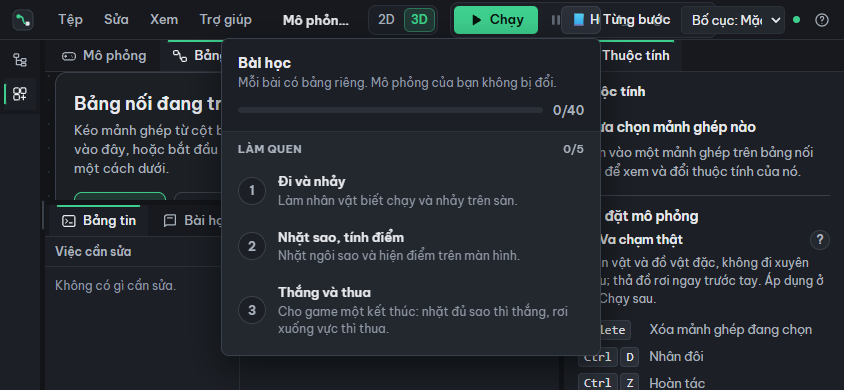 Tệp Sửa Xem Trợ giúp Mô phỏn... 2D 3D Chạy Từng bước Bố cục: Mặc
Mô phỏng Bảng Thuộc tính
Bảng nối đang
Kéo mảnh ghép từ cột
vào đây, hoặc bắt đầu
một cách dưới.
Bảng tin Bài
Việc cần sửa
Không có gì cần sửa.
Bài học
Mỗi bài có bảng riêng. Mô phỏng của bạn không bị đổi.
0/40
LÀM QUEN 0/5
1 Đi và nhảy
Làm nhân vật biết chạy và nhảy trên sàn.
2 Nhặt sao, tính điểm
Nhặt ngôi sao và hiện điểm trên màn hình.
3 Thắng và thua
Cho game một kết thúc: nhặt đủ sao thì thắng, rơi
xuống vực thì thua.
tính
chọn mảnh ghép nào
vào một mảnh ghép trên bảng nối
để xem và đổi thuộc tính của nó.
đặt mô phỏng
Va chạm thật ?
vật và đồ vật đặc, không đi xuyên
thả đồ rơi ngay trước tay. Áp dụng ở
Chạy sau.
Xóa mảnh ghép đang chọn
Ctrl D Nhân đôi
Ctrl Z Hoàn tác